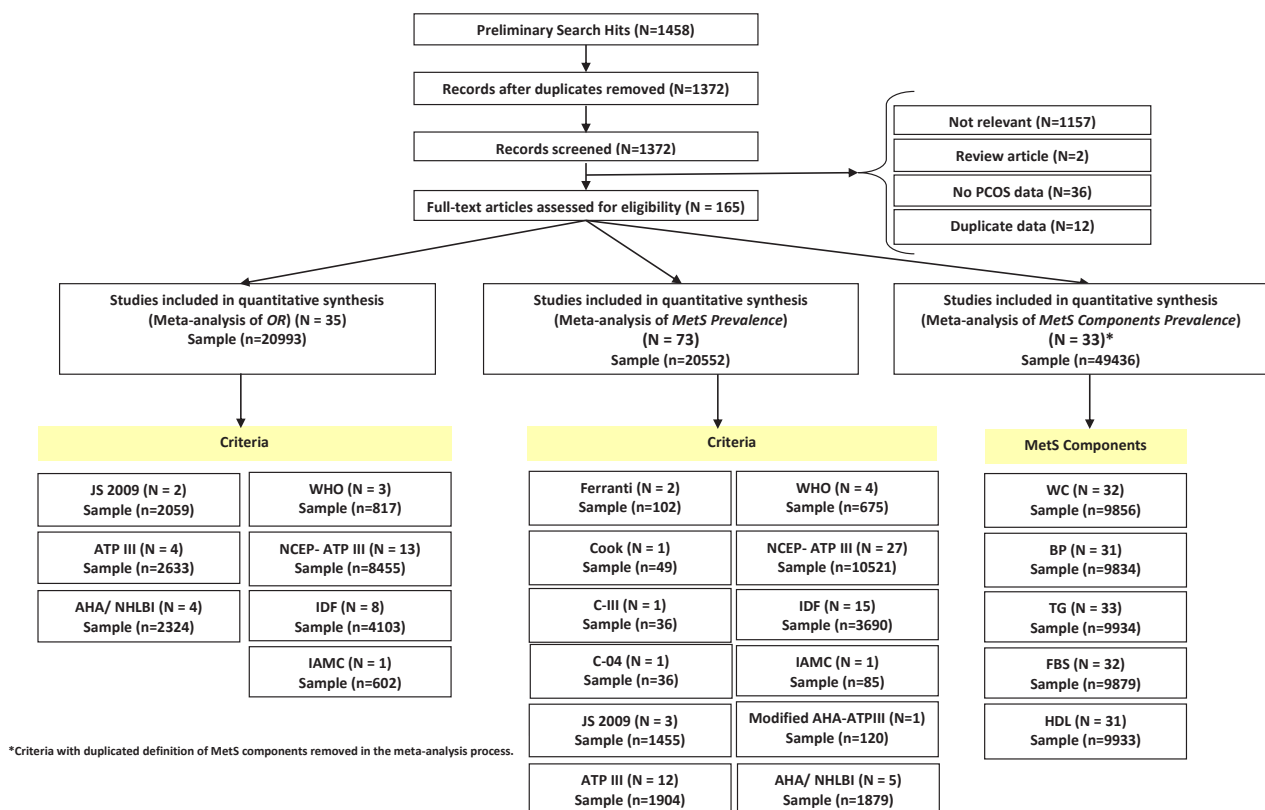 Preliminary Search Hits (N=1458)
Records after duplicates removed (N=1372)
Records screened (N=1372)
Full-text articles assessed for eligibility (N = 165)
Not relevant (N=1157)
Review article (N=2)
No PCOS data (N=36)
Duplicate data (N=12)
Studies included in quantitative synthesis
(Meta-analysis of OR) (N = 35)
Sample (n=20993)
Studies included in quantitative synthesis
(Meta-analysis of MetS Prevalence)
(N = 73)
Sample (n=20552)
Studies included in quantitative synthesis
(Meta-analysis of MetS Components Prevalence)
(N = 33)*
Sample (n=49436)
Criteria
JS 2009 (N = 2)
Sample (n=2059)
WHO (N = 3)
Sample (n=817)
ATP III (N = 4)
Sample (n=2633)
NCEP- ATP III (N = 13)
Sample (n=8455)
AHA/ NHLBI (N = 4)
Sample (n=2324)
IDF (N = 8)
Sample (n=4103)
IAMC (N = 1)
Sample (n=602)
Criteria
Ferranti (N = 2)
Sample (n=102)
WHO (N = 4)
Sample (n=675)
Cook (N = 1)
Sample (n=49)
NCEP- ATP III (N = 27)
Sample (n=10521)
C-III (N = 1)
Sample (n=36)
IDF (N = 15)
Sample (n=3690)
C-04 (N = 1)
Sample (n=36)
IAMC (N = 1)
Sample (n=85)
JS 2009 (N = 3)
Sample (n=1455)
Modified AHA-ATPIII (N=1)
Sample (n=120)
ATP III (N = 12)
Sample (n=1904)
AHA/ NHLBI (N = 5)
Sample (n=1879)
MetS Components
WC (N = 32)
Sample (n=9856)
BP (N = 31)
Sample (n=9834)
TG (N = 33)
Sample (n=9934)
FBS (N = 32)
Sample (n=9879)
HDL (N = 31)
Sample (n=9933)
*Criteria with duplicated definition of MetS components removed in the meta-analysis process.